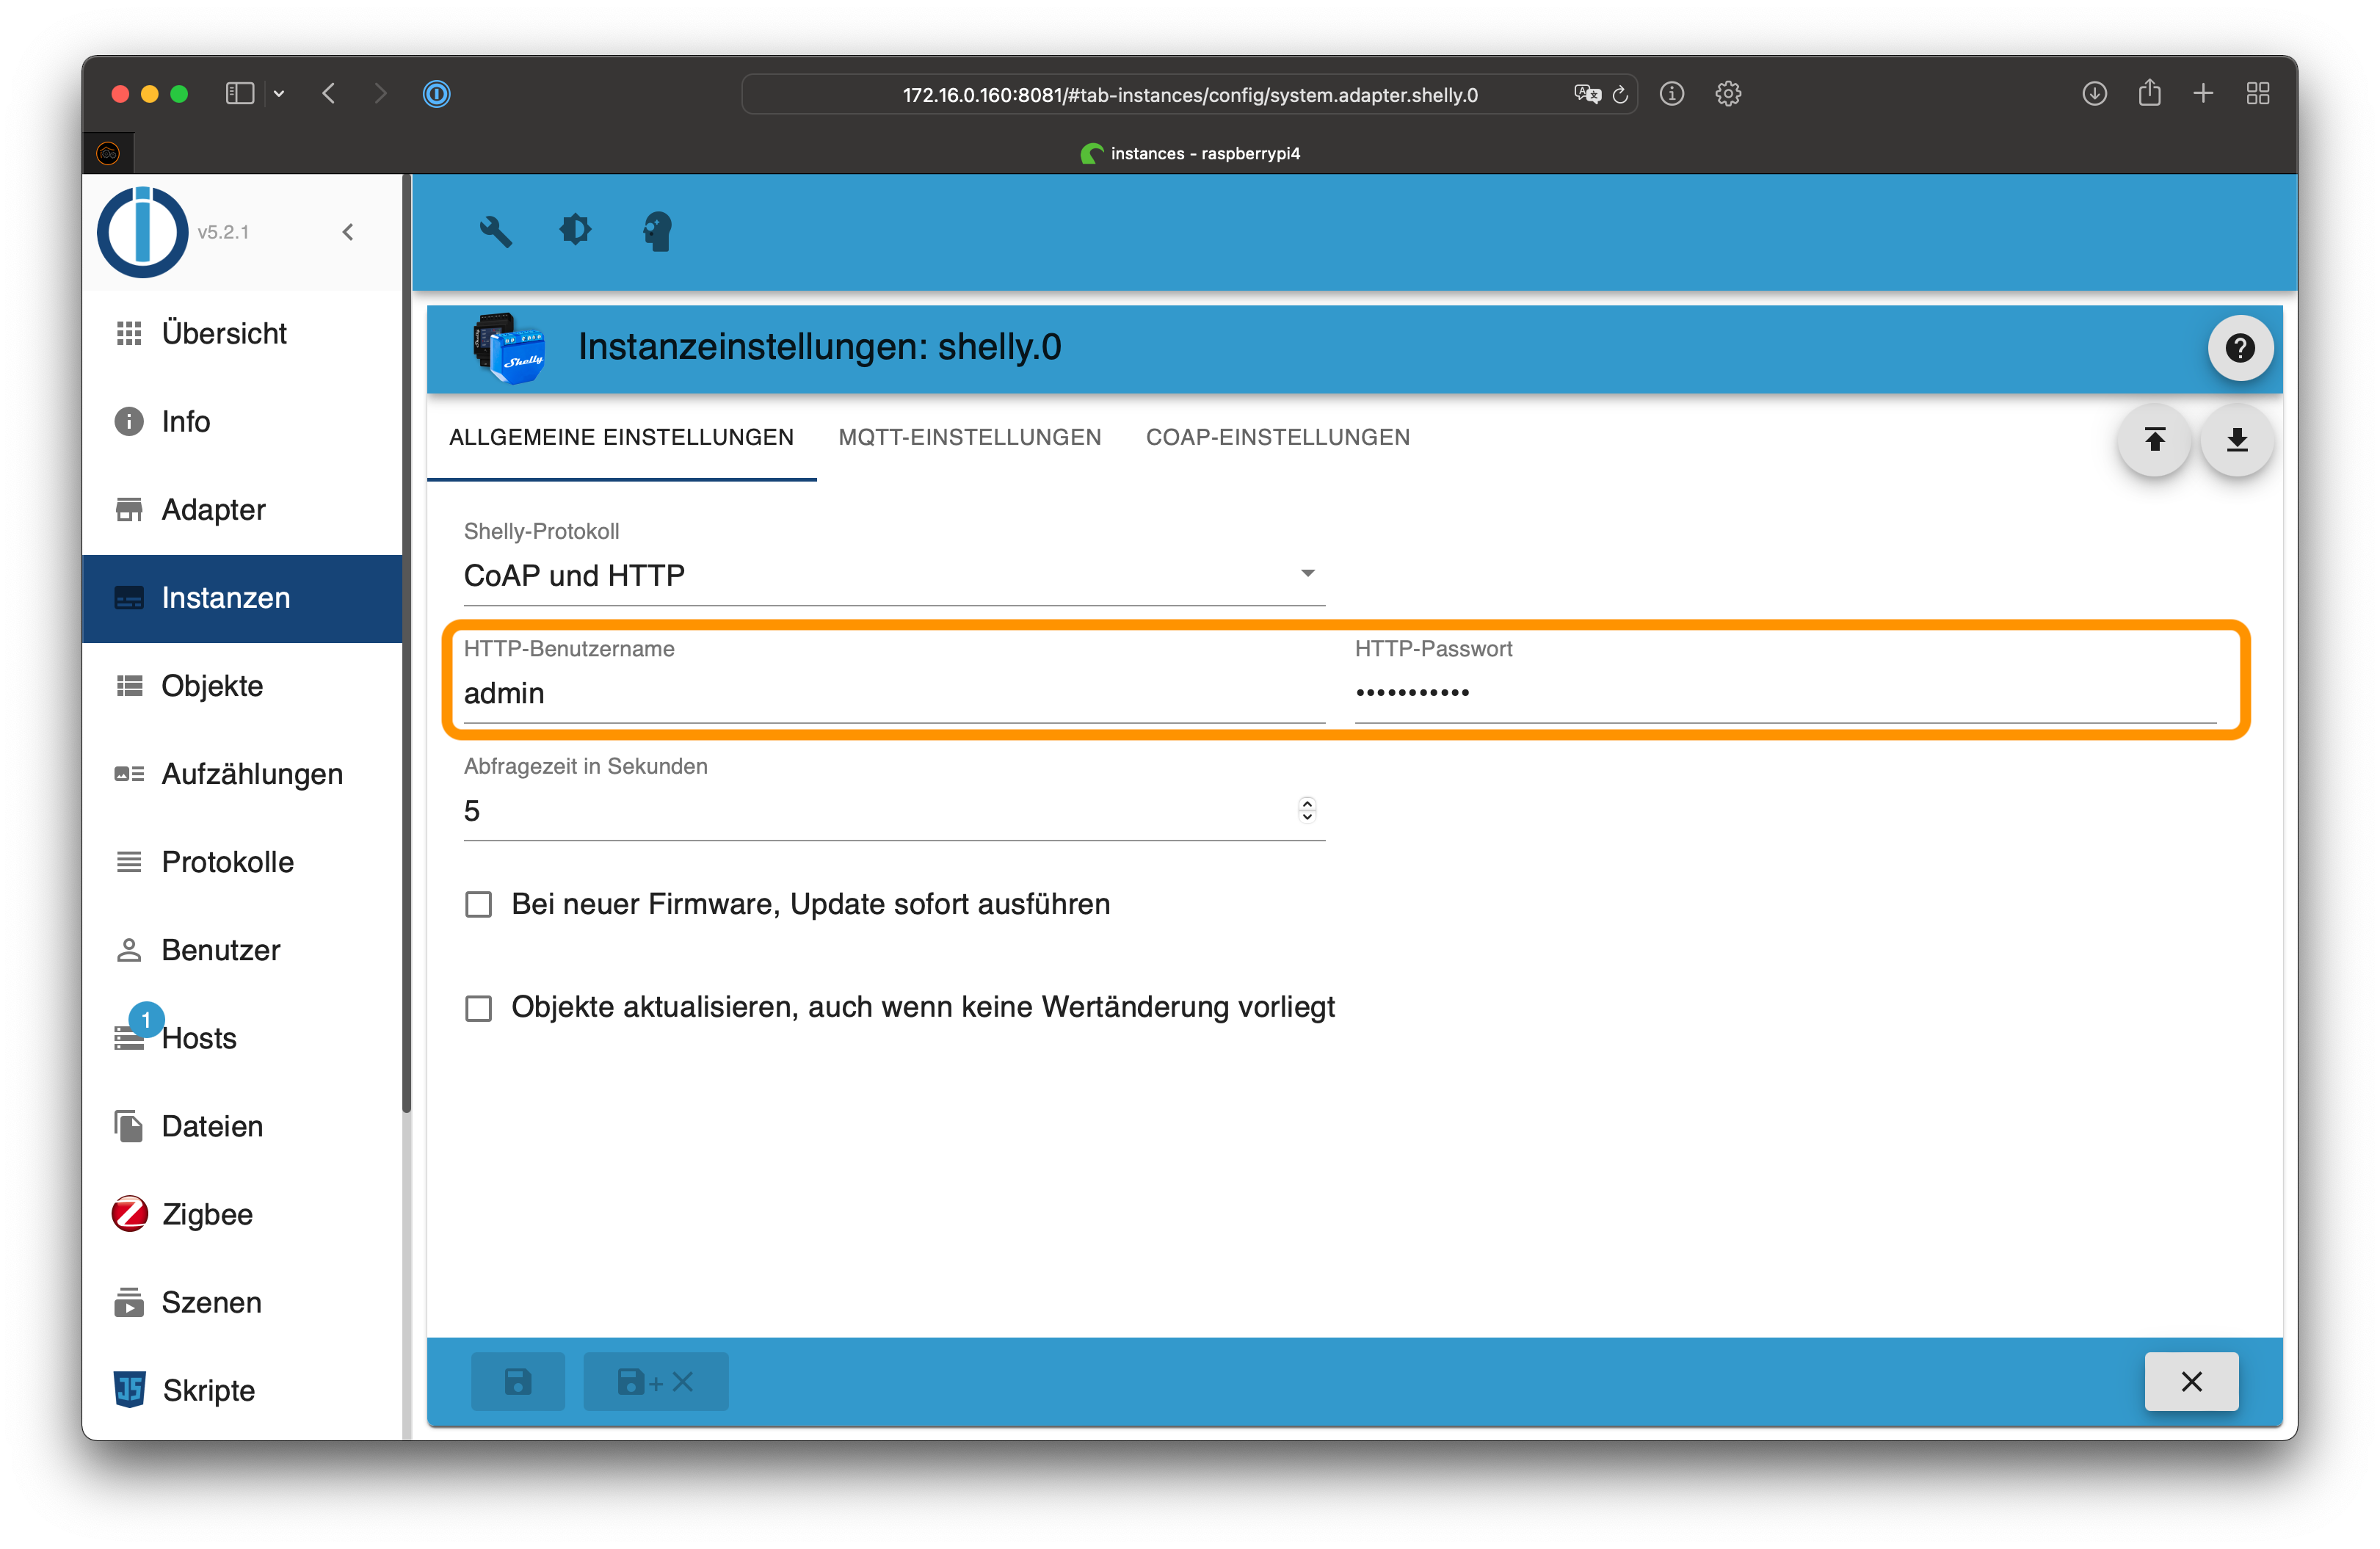 172.16.0.160:8081/#tab-instances/config/system.adapter.shelly.0
instances - raspberrypi4
v5.2.1
Übersicht
Info
Adapter
Instanzen
Objekte
Aufzählungen
Protokolle
Benutzer
1
Hosts
Dateien
Zigbee
Szenen
JS
Skripte
Shelly
Instanzeinstellungen: shelly.0
ALLGEMEINE EINSTELLUNGEN MQTT-EINSTELLUNGEN COAP-EINSTELLUNGEN
Shelly-Protokoll
CoAP und HTTP
HTTP-Benutzername HTTP-Passwort
admin •••••••••••
Abfragezeit in Sekunden
5
Bei neuer Firmware, Update sofort ausführen
Objekte aktualisieren, auch wenn keine Wertänderung vorliegt